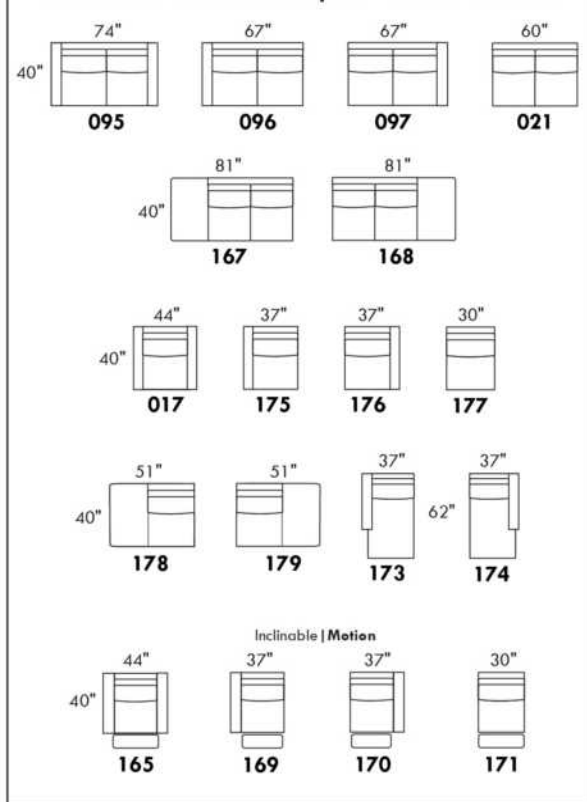 74" 67" 67" 60"
40"
095 096 097 021
81" 81"
40"
167 168
44" 37" 37" 30"
40"
017 175 176 177
51" 51" 37" 37"
40" 62"
178 179 173 174
Inclinable | Motion
44" 37" 37" 30"
40"
165 169 170 171